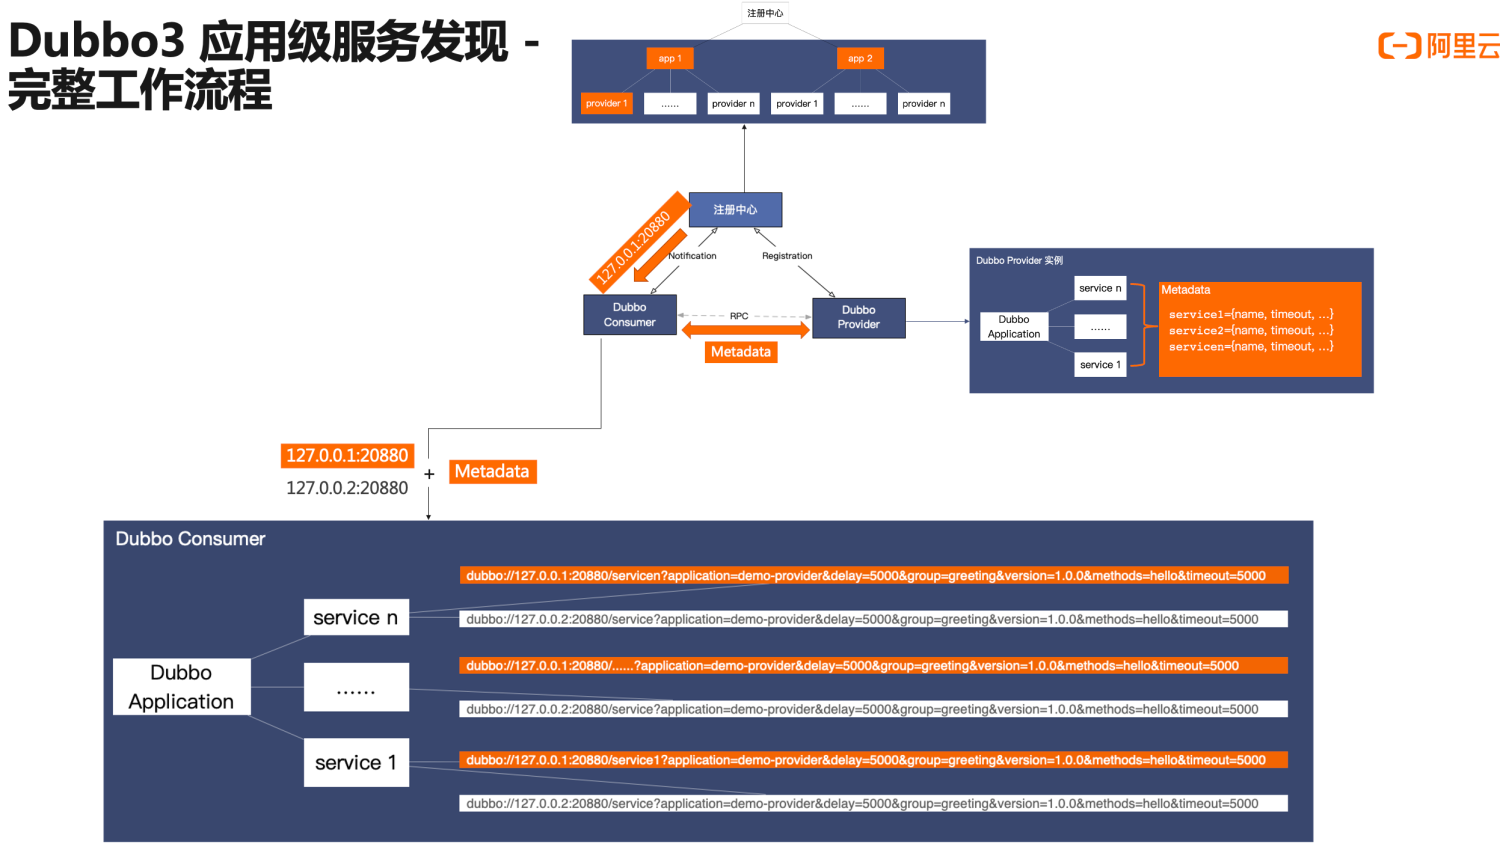 Dubbo3 应用级服务发现 -
完整工作流程
阿里云
注册中心
app 1
app 2
provider 1
......
provider n
provider 1
......
provider n
注册中心
127.0.0.1:20880
Notification
Registration
Dubbo
Consumer
RPC
Dubbo
Provider
Metadata
Dubbo Provider 实例
Dubbo
Application
service n
......
service 1
Metadata
service1={name, timeout, ...}
service2={name, timeout, ...}
servicen={name, timeout, ...}
127.0.0.1:20880
127.0.0.2:20880
+
Metadata
Dubbo Consumer
Dubbo
Application
service n
......
service 1
dubbo://127.0.0.1:20880/servicen?application=demo-provider&delay=5000&group=greeting&version=1.0.0&methods=hello&timeout=5000
dubbo://127.0.0.2:20880/service?application=demo-provider&delay=5000&group=greeting&version=1.0.0&methods=hello&timeout=5000
dubbo://127.0.0.1:20880/......?application=demo-provider&delay=5000&group=greeting&version=1.0.0&methods=hello&timeout=5000
dubbo://127.0.0.2:20880/service?application=demo-provider&delay=5000&group=greeting&version=1.0.0&methods=hello&timeout=5000
dubbo://127.0.0.1:20880/service1?application=demo-provider&delay=5000&group=greeting&version=1.0.0&methods=hello&timeout=5000
dubbo://127.0.0.2:20880/service?application=demo-provider&delay=5000&group=greeting&version=1.0.0&methods=hello&timeout=5000